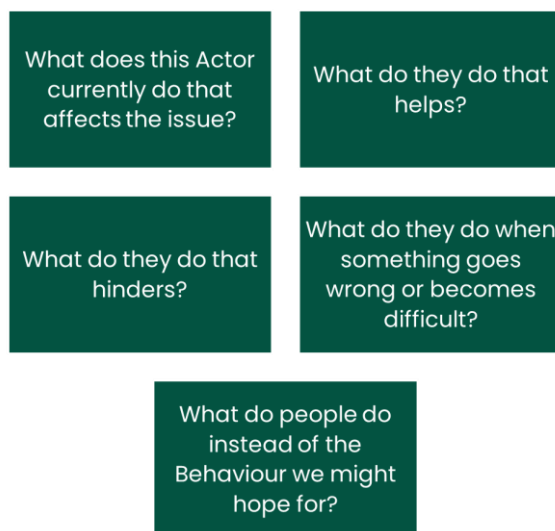 What does this Actor
currently do that
affects the issue?
What do they do that
helps?
What do they do that
hinders?
What do they do when
something goes
wrong or becomes
difficult?
What do people do
instead of the
Behaviour we might
hope for?